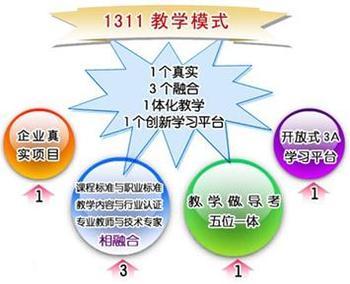 1311 教学模式
1个真实
3个融合
1体化教学
1个创新学习平台
企业真
实项目
1
课程标准与职业标准
教学内容与行业认证
专业教师与技术专家
相融合
3
教学做导考
五位一体
1
开放式3A
学习平台
1